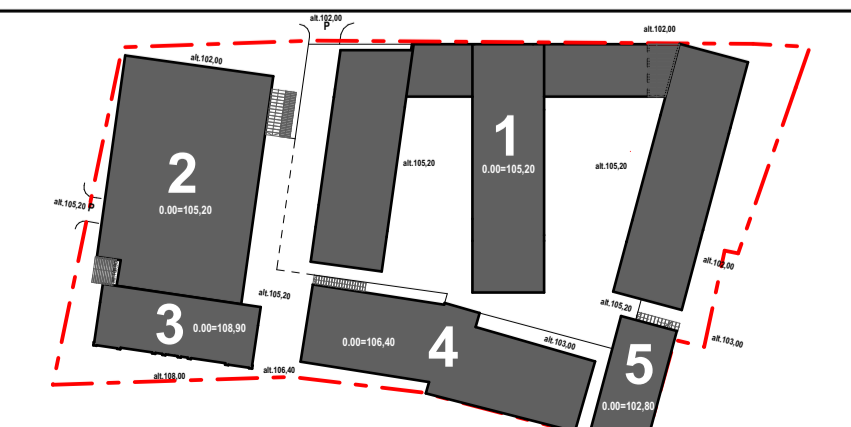 alt.102,00
P
alt.102,00
alt.102,00
1
0.00=105,20
alt.105,20
alt.105,20
2
0.00=105,20
alt.105,20 P
alt.102,00
alt.105,20
alt.105,20
3
0.00=108,90
0.00=106,40
4
alt.103,00
alt.103,00
5
0.00=102,80
alt.108,00
alt.106,40